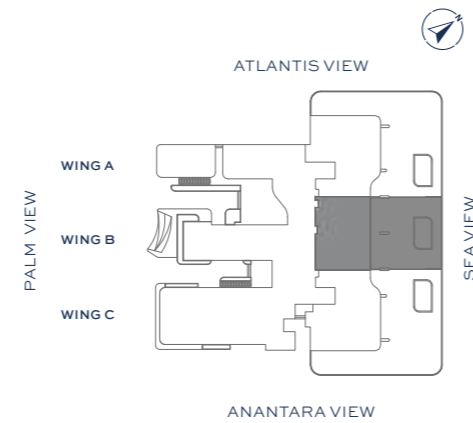 N
ATLANTIS VIEW
WING A
PALM VIEW
WING B
SEA VIEW
WING C
ANANTARA VIEW